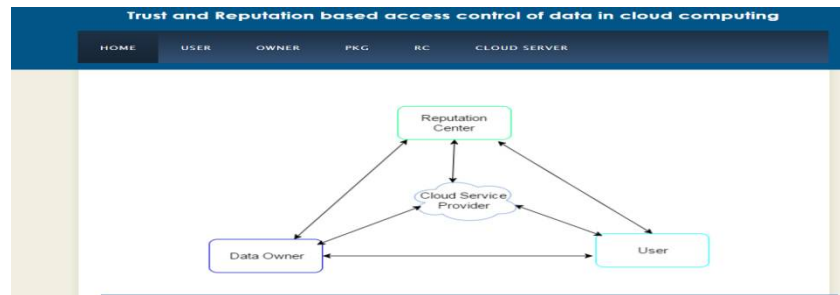 Trust and Reputation based access control of data in cloud computing
HOME USER OWNER PKG RC CLOUD SERVER
Reputation
Center
Cloud Service
Provider
Data Owner
User